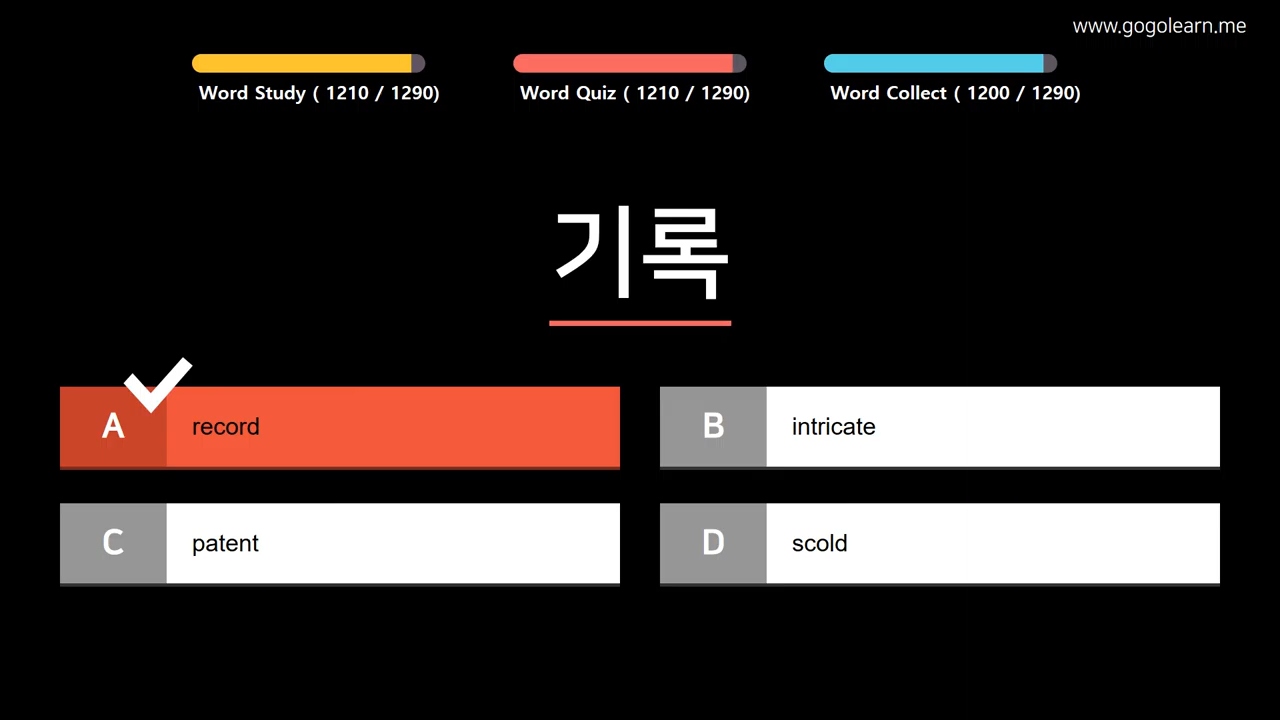 www.gogolearn.me
Word Study ( 1210 / 1290)
Word Quiz ( 1210 / 1290)
Word Collect ( 1200 / 1290)
기록
A record
B intricate
C patent
D scold